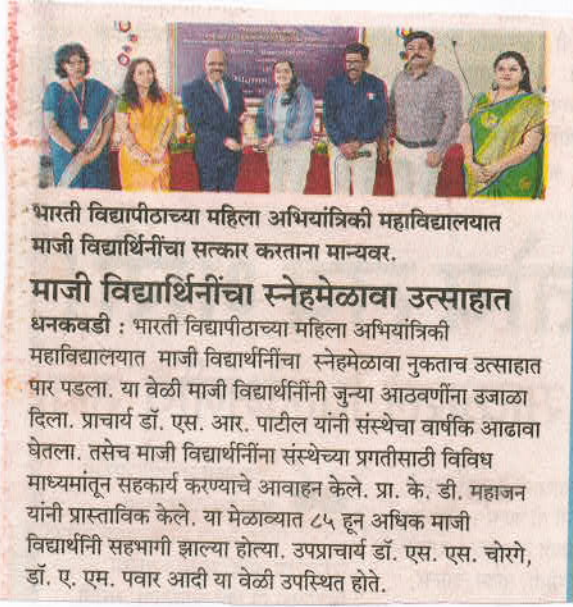 भारती विद्यापीठाच्या महिला अभियांत्रिकी महाविद्यालयात
माजी विद्यार्थिनींचा सत्कार करताना मान्यवर.
माजी विद्यार्थिनींचा स्नेहमेळावा उत्साहात
धनकवडी : भारती विद्यापीठाच्या महिला अभियांत्रिकी
महाविद्यालयात माजी विद्यार्थिनींचा स्नेहमेळावा नुकताच उत्साहात
पार पडला. या वेळी माजी विद्यार्थिनींनी जुन्या आठवणींना उजाळा
दिला. प्राचार्य डॉ. एस. आर. पाटील यांनी संस्थेचा वार्षिक आढावा
घेतला. तसेच माजी विद्यार्थिनींना संस्थेच्या प्रगतीसाठी विविध
माध्यमांतून सहकार्य करण्याचे आवाहन केले. प्रा. के. डी. महाजन
यांनी प्रास्ताविक केले. या मेळाव्यात ८५ हून अधिक माजी
विद्यार्थिनी सहभागी झाल्या होत्या. उपप्राचार्य डॉ. एस. एस. चोरगे,
डॉ. ए. एम. पवार आदी या वेळी उपस्थित होते.